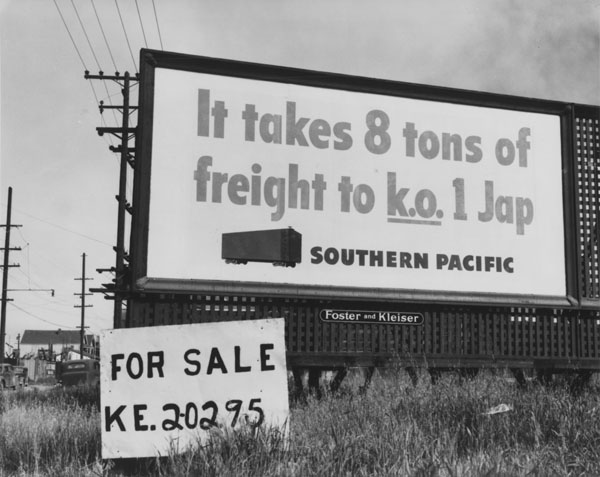 It takes 8 tons of
freight to k.o. 1 Jap
SOUTHERN PACIFIC
Foster and Kleiser
FOR SALE
KE. 20295